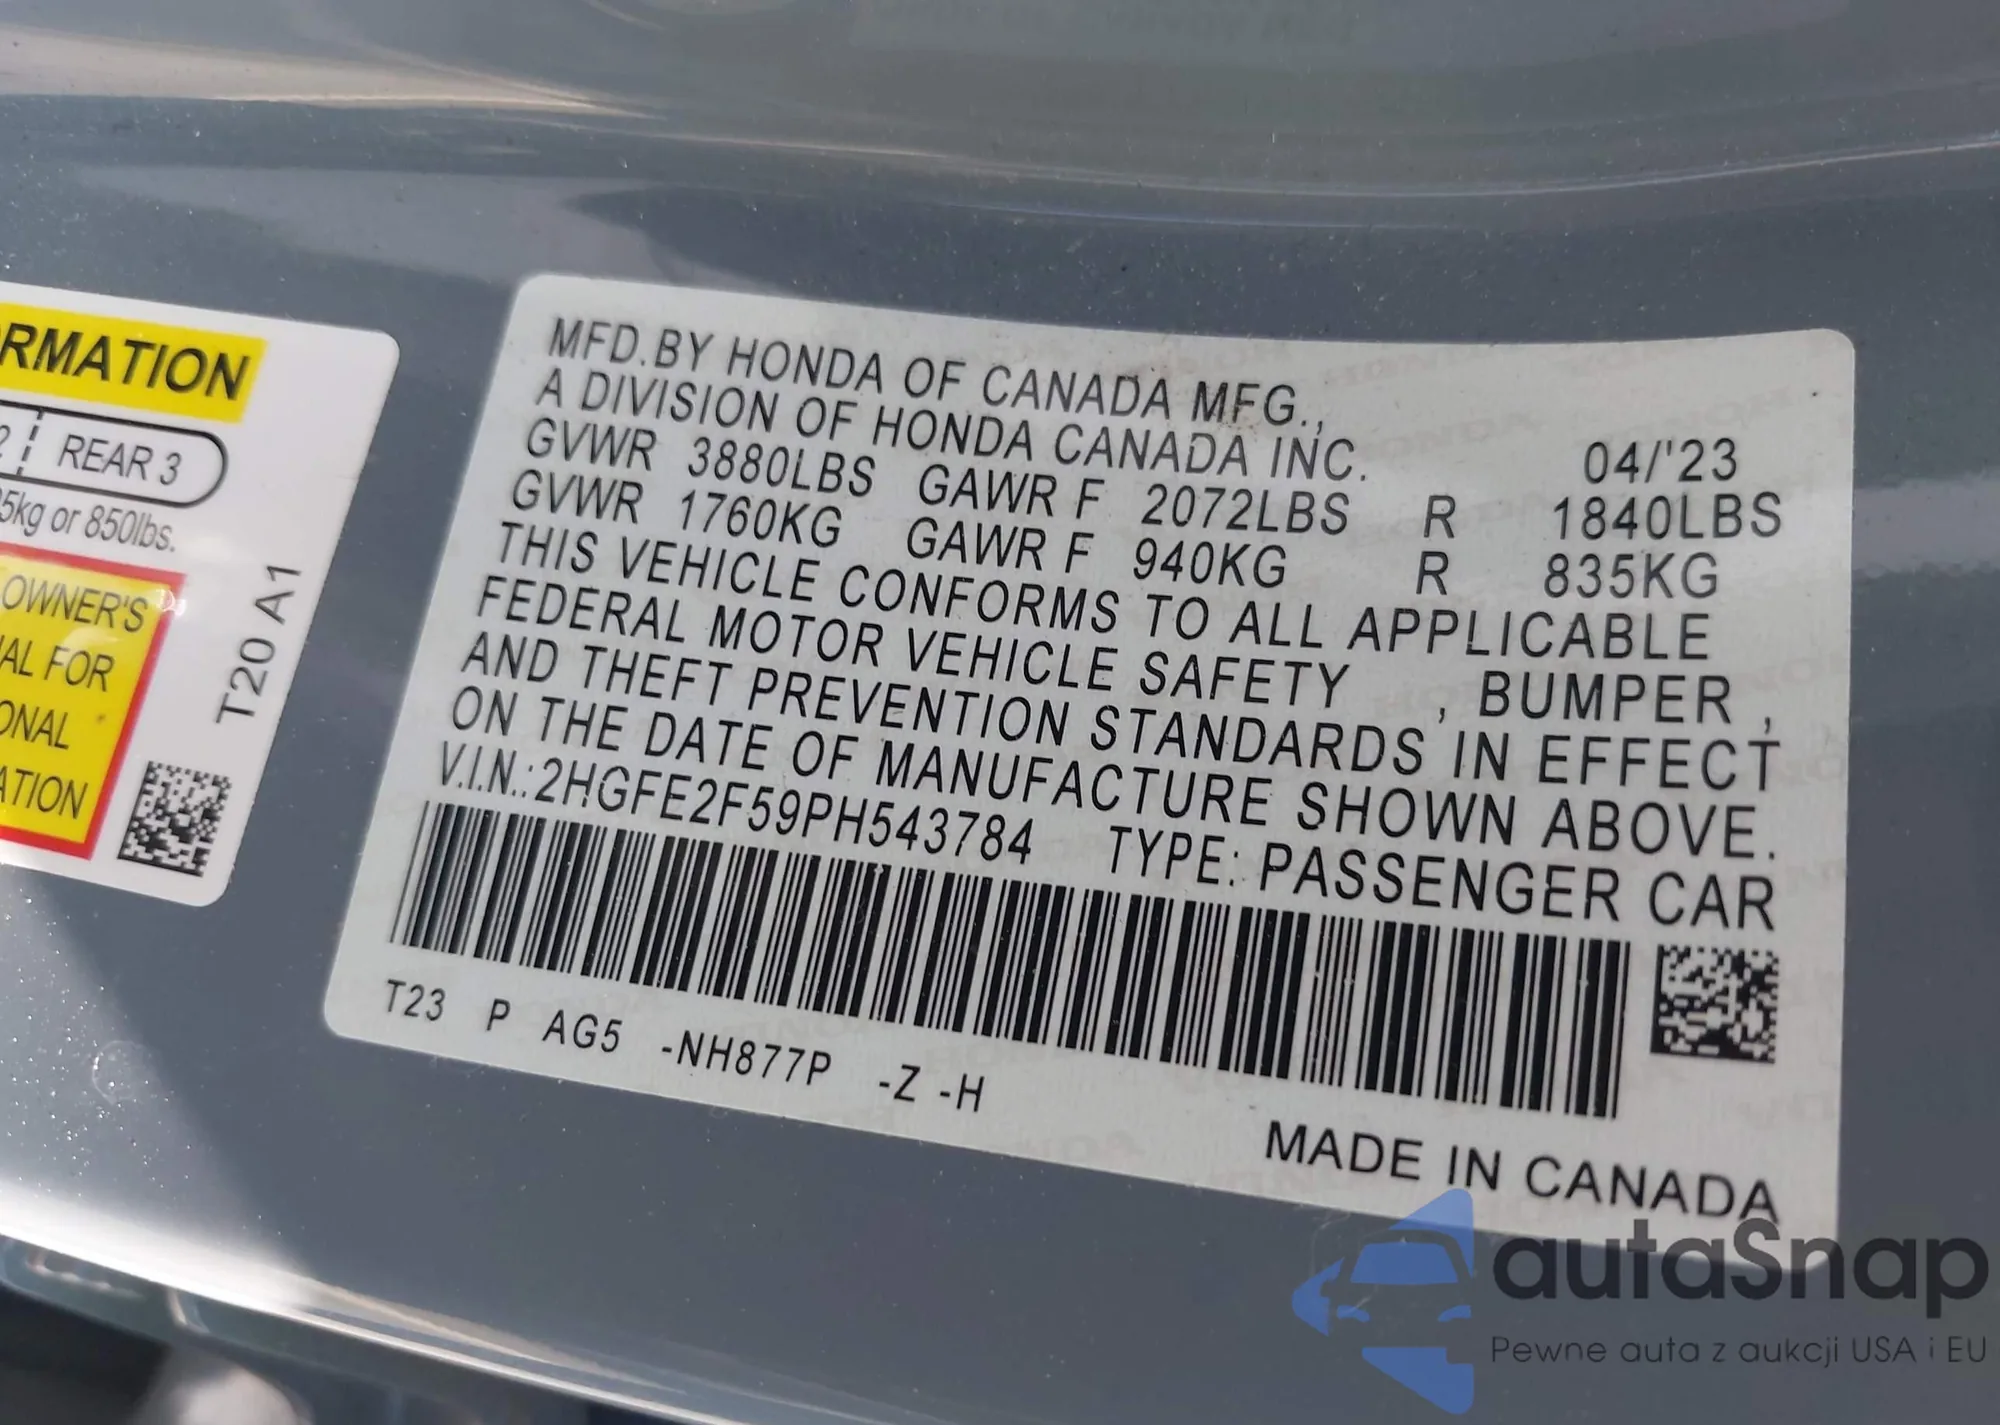 RMATION
2 REAR 3
5kg or 850lbs.
OWNER'S
AL FOR
ONAL
ATION
T20 A1
MFD.BY HONDA OF CANADA MFG.,
A DIVISION OF HONDA CANADA INC. 04/'23
GVWR 3880LBS GAWR F 2072LBS R 1840LBS
GVWR 1760KG GAWR F 940KG R 835KG
THIS VEHICLE CONFORMS TO ALL APPLICABLE
FEDERAL MOTOR VEHICLE SAFETY , BUMPER ,
AND THEFT PREVENTION STANDARDS IN EFFECT
ON THE DATE OF MANUFACTURE SHOWN ABOVE.
V.I.N.:2HGFE2F59PH543784 TYPE: PASSENGER CAR
T23 P AG5 -NH877P -Z -H
MADE IN CANADA
autaSnap
Pewne auta z aukcji USA i EU